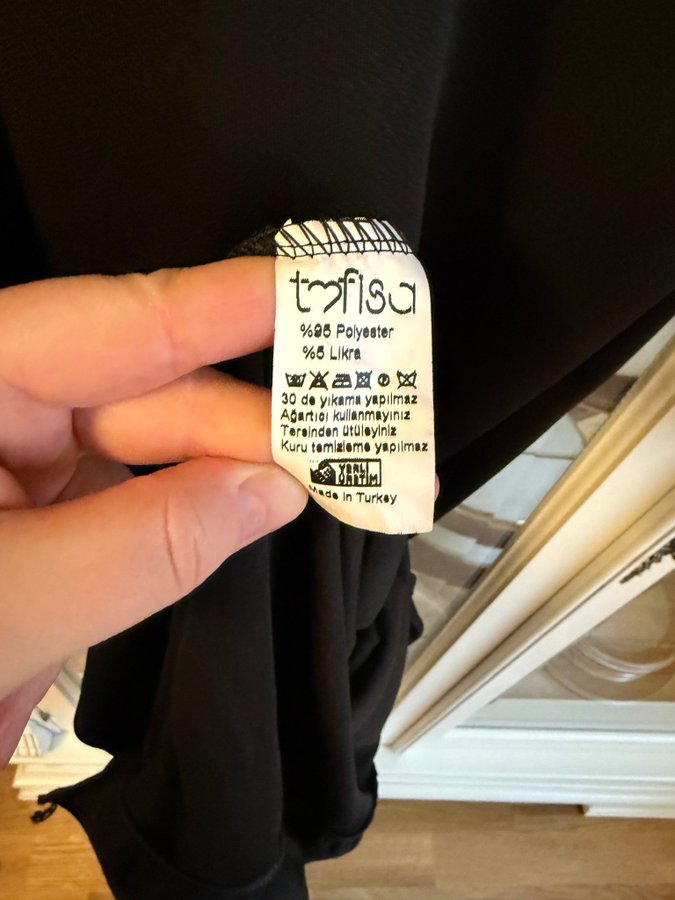 tofisa
%95 Polyester
%5 Likra
30 de yıkama yapılmaz
Ağartıcı kullanmayınız
Tersinden ütüleyiniz
Kuru temizleme yapılmaz
YERLİ
ÜRETİM
Made in Turkey